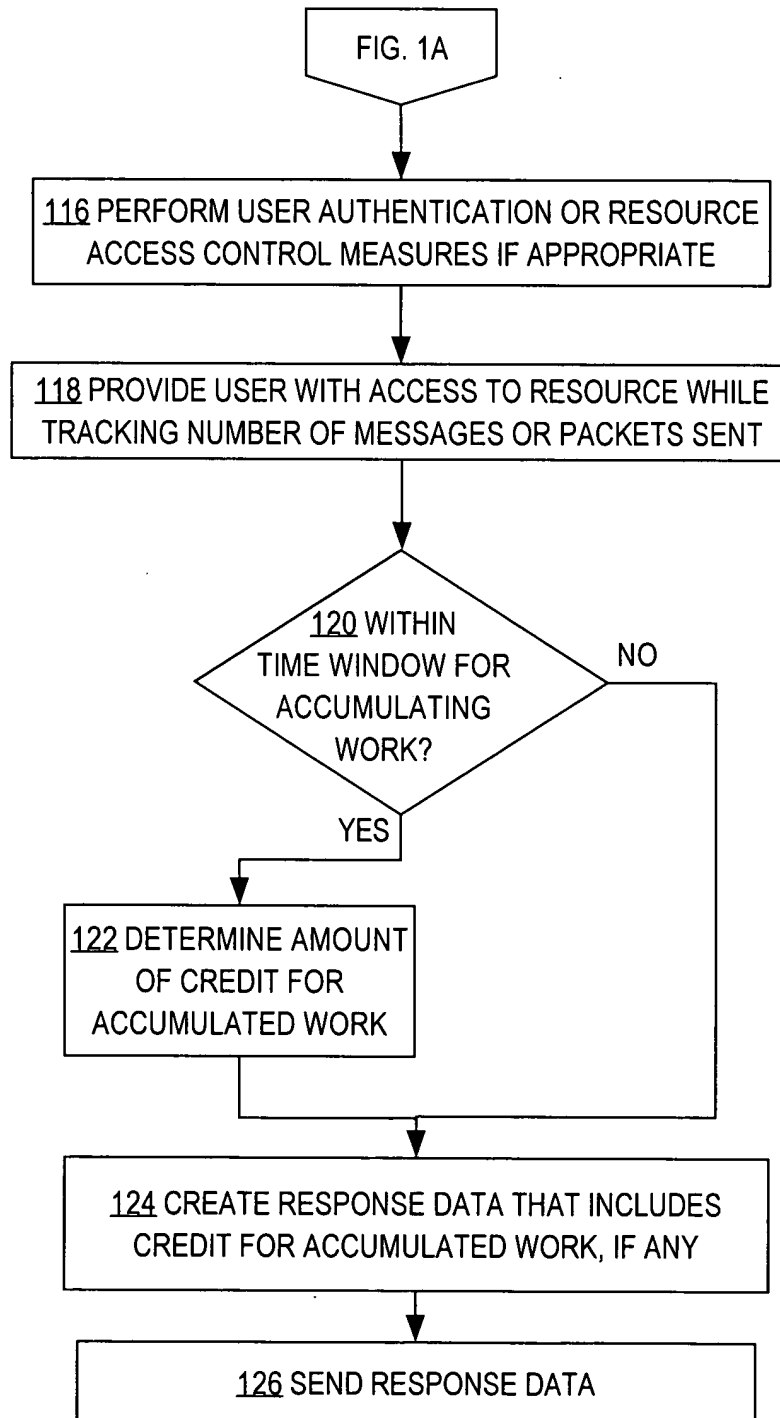 FIG. 1A
116 PERFORM USER AUTHENTICATION OR RESOURCE
ACCESS CONTROL MEASURES IF APPROPRIATE
118 PROVIDE USER WITH ACCESS TO RESOURCE WHILE
TRACKING NUMBER OF MESSAGES OR PACKETS SENT
120 WITHIN
TIME WINDOW FOR
ACCUMULATING
WORK?
NO
YES
122 DETERMINE AMOUNT
OF CREDIT FOR
ACCUMULATED WORK
124 CREATE RESPONSE DATA THAT INCLUDES
CREDIT FOR ACCUMULATED WORK, IF ANY
126 SEND RESPONSE DATA